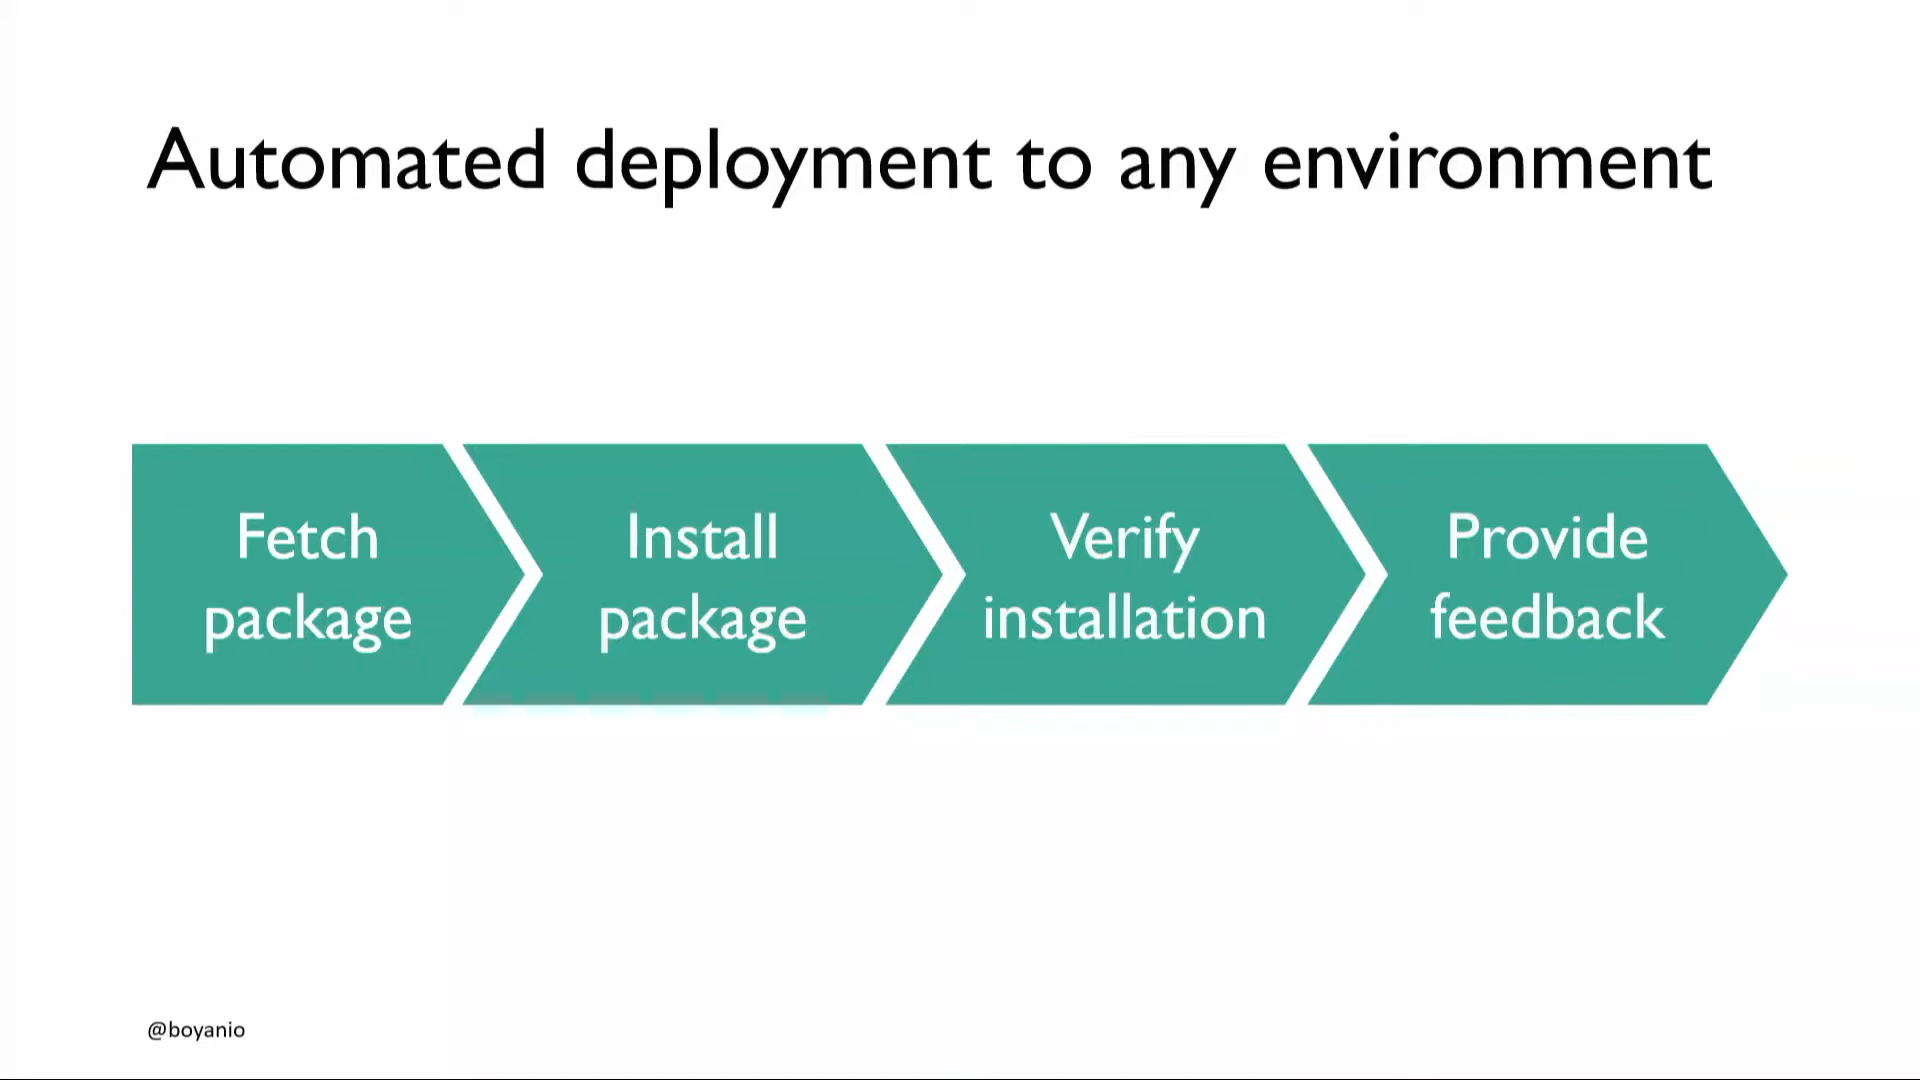 Automated deployment to any environment
Fetch
package
Install
package
Verify
installation
Provide
feedback
@boyanio